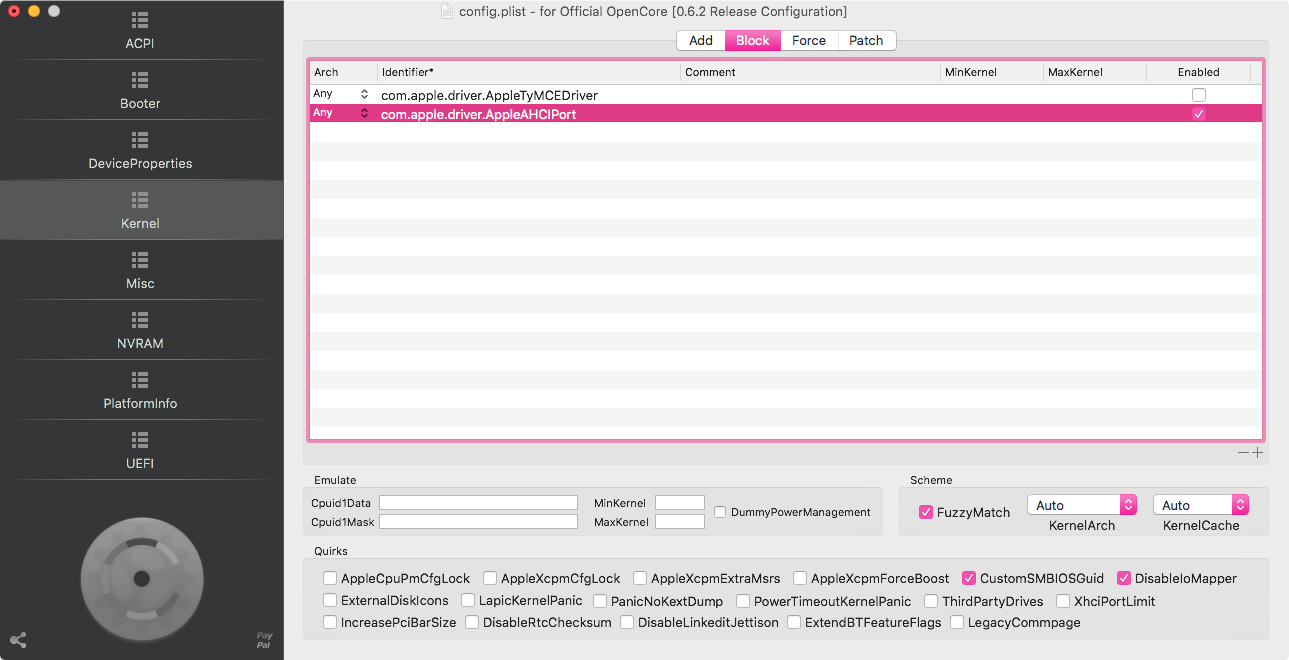 config.plist - for Official OpenCore [0.6.2 Release Configuration]
ACPI
Booter
DeviceProperties
Kernel
Misc
NVRAM
PlatformInfo
UEFI
Pay
Pal
Add Block Force Patch
Arch Identifier* Comment MinKernel MaxKernel Enabled
Any com.apple.driver.AppleTyMCEDriver
Any com.apple.driver.AppleAHCIPort
Emulate
Cpuid1Data MinKernel
Cpuid1Mask MaxKernel
DummyPowerManagement
Scheme
FuzzyMatch Auto Auto
KernelArch KernelCache
Quirks
AppleCpuPmCfgLock AppleXcpmCfgLock AppleXcpmExtraMsrs AppleXcpmForceBoost CustomSMBIOSGuid DisableIoMapper
ExternalDiskIcons LapicKernelPanic PanicNoKextDump PowerTimeoutKernelPanic ThirdPartyDrives XhciPortLimit
IncreasePciBarSize DisableRtcChecksum DisableLinkeditJettison ExtendBTFeatureFlags LegacyCommpage